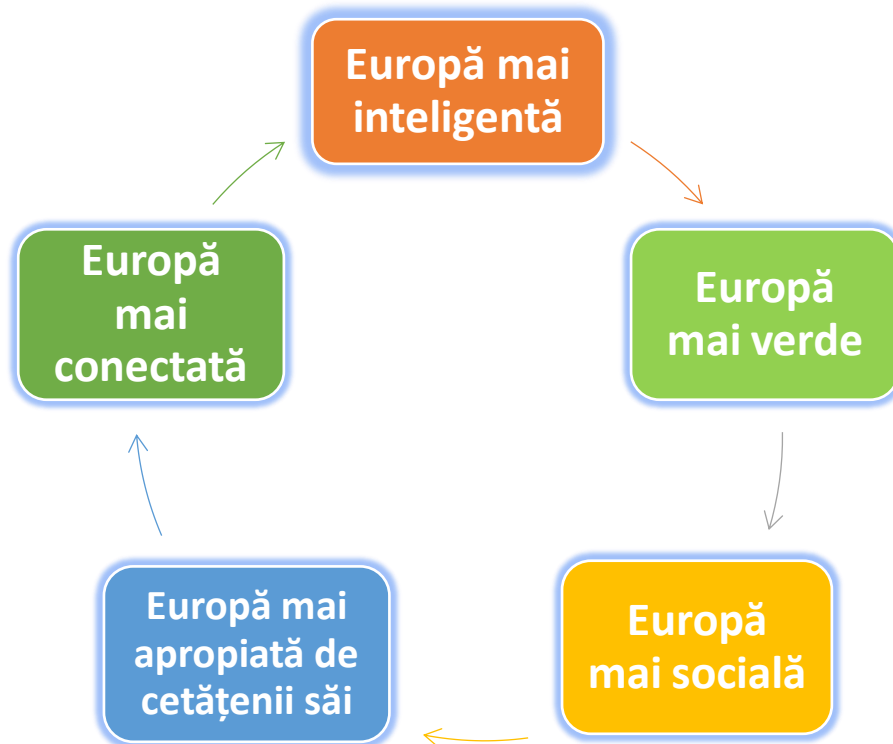 Europă mai
inteligentă
Europă
mai verde
Europă
mai socială
Europă mai
apropiată de
cetățenii săi
Europă
mai
conectată